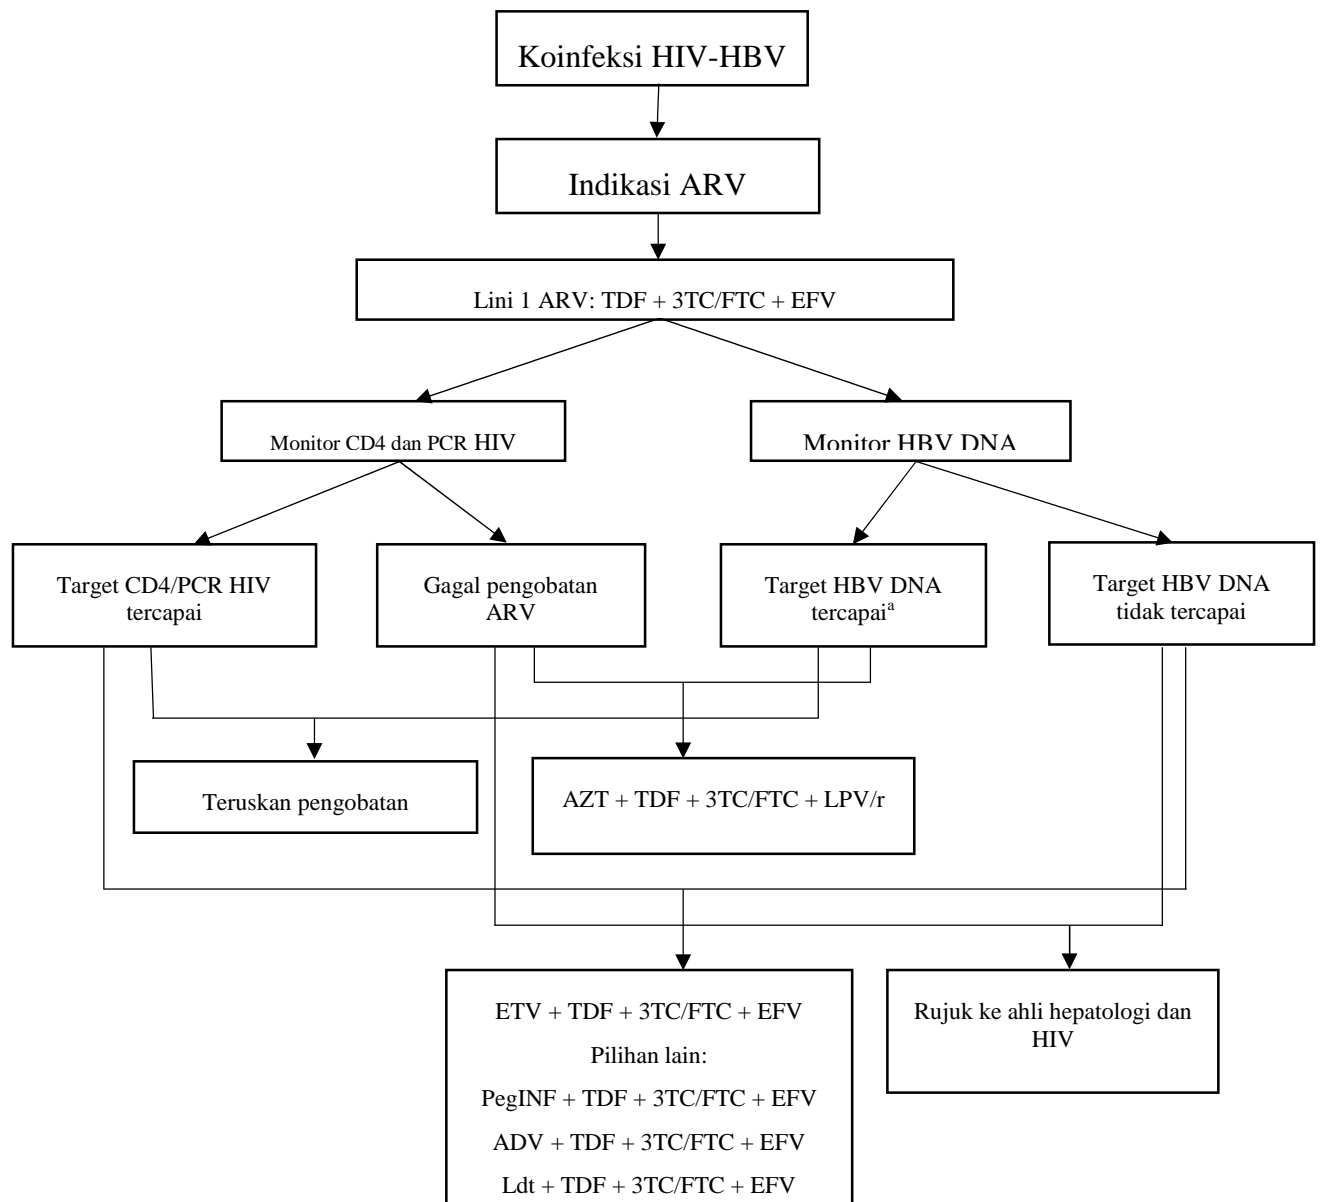 Koinfeksi HIV-HBV
Indikasi ARV
Lini 1 ARV: TDF + 3TC/FTC + EFV
Monitor CD4 dan PCR HIV
Monitor HBV DNA
Target CD4/PCR HIV
tercapai
Gagal pengobatan
ARV
Target HBV DNA
tercapaiᵃ
Target HBV DNA
tidak tercapai
Teruskan pengobatan
AZT + TDF + 3TC/FTC + LPV/r
ETV + TDF + 3TC/FTC + EFV
Pilihan lain:
PegINF + TDF + 3TC/FTC + EFV
ADV + TDF + 3TC/FTC + EFV
Ldt + TDF + 3TC/FTC + EFV
Rujuk ke ahli hepatologi dan
HIV